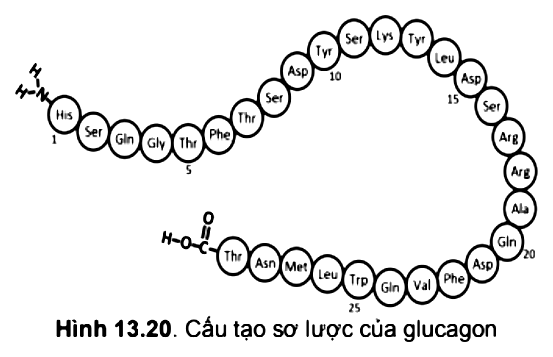 H
H-N
His
1
Ser
Gln
Gly
Thr
5
Phe
Thr
Ser
Asp
Tyr
10
Ser
Lys
Tyr
Leu
Asp
15
Ser
Arg
Arg
Ala
Gln
20
Asp
Phe
Val
Gln
Trp
25
Leu
Met
Asn
Thr
O
H-O-C
Hình 13.20. Cấu tạo sơ lược của glucagon